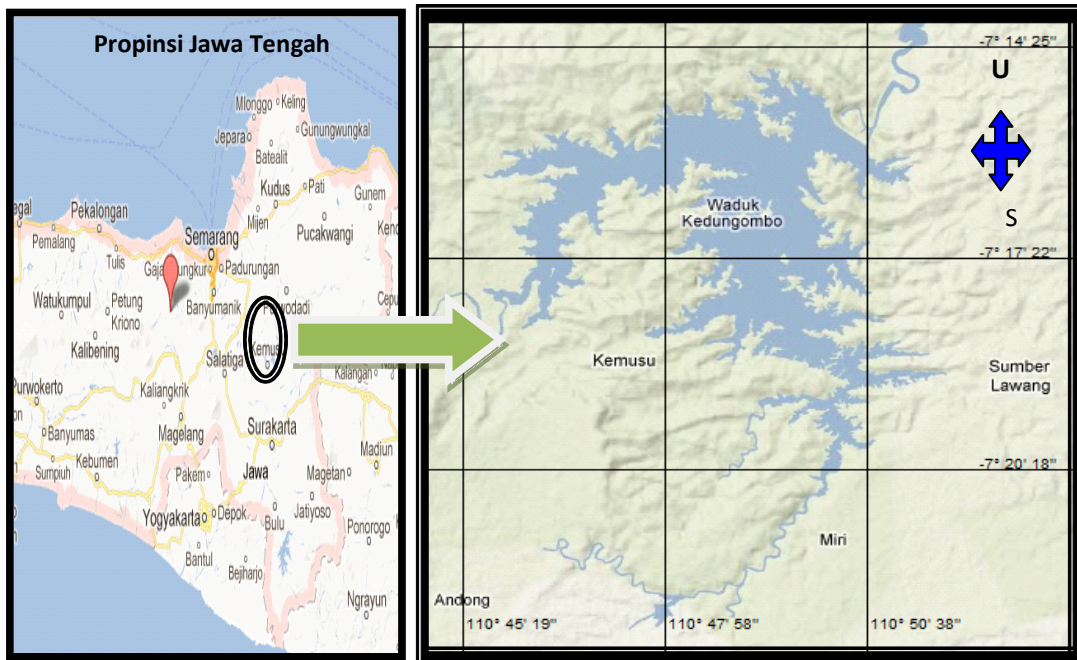 Propinsi Jawa Tengah
Mlonggo
Keling
Jepara
Gunungwungkal
Batealit
Kudus
Pati
Gunem
Pekalongan
Mijen
Pucakwangi
Pemalang
Semarang
Tulis
Padurungan
Watukumpul
Petung
Kriono
Banyumanik
Kalibening
Salatiga
Kalangan
Purwokerto
Kaliangkrik
Banyumas
Magelang
Surakarta
Madiun
Sumpiuh
Kebumen
Pakem
Jawa
Magetan
Yogyakarta
Depok
Bulu
Jatiyoso
Ponorogo
Bantul
Bejiharjo
Ngrayun
-7° 14' 25"
U
Waduk
Kedungombo
S
-7° 17' 22"
Kemusu
Sumber
Lawang
-7° 20' 18"
Miri
Andong
110° 45' 19"
110° 47' 58"
110° 50' 38"